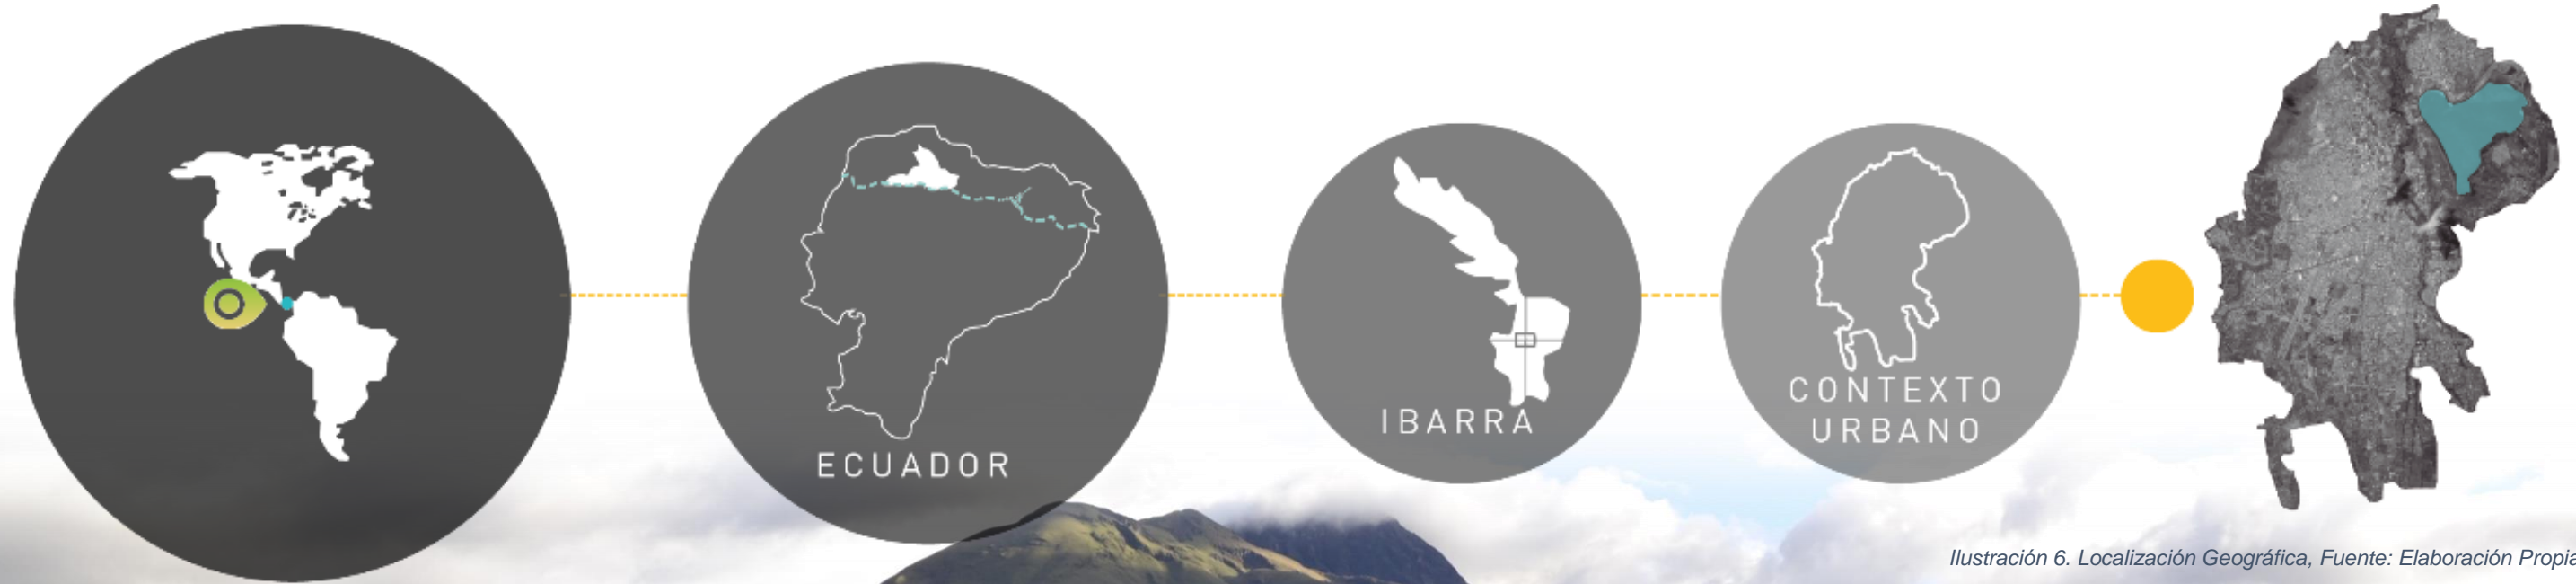 ECUADOR
IBARRA
CONTEXTO
URBANO
Ilustración 6. Localización Geográfica, Fuente: Elaboración Propia